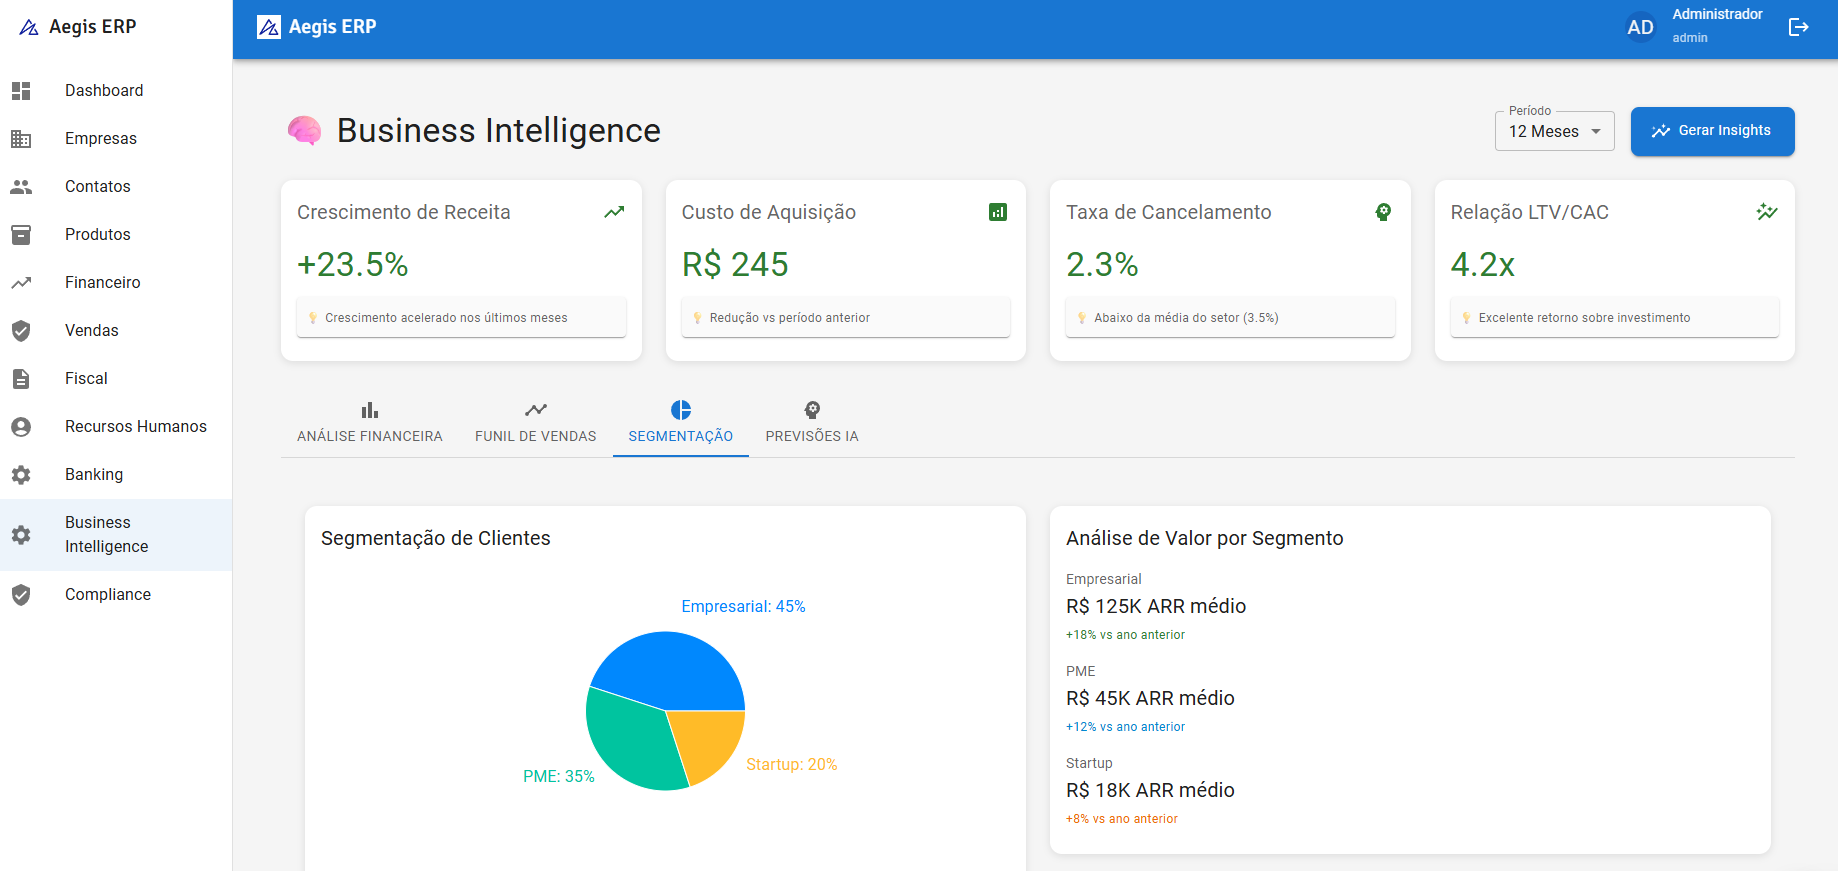 Aegis ERP
Dashboard
Empresas
Contatos
Produtos
Financeiro
Vendas
Fiscal
Recursos Humanos
Banking
Business
Intelligence
Compliance
Aegis ERP
AD
Administrador
admin
Business Intelligence
Período
12 Meses
Gerar Insights
Crescimento de Receita
+23.5%
Crescimento acelerado nos últimos meses
Custo de Aquisição
R$ 245
Redução vs período anterior
Taxa de Cancelamento
2.3%
Abaixo da média do setor (3.5%)
Relação LTV/CAC
4.2x
Excelente retorno sobre investimento
ANÁLISE FINANCEIRA
FUNIL DE VENDAS
SEGMENTAÇÃO
PREVISÕES IA
Segmentação de Clientes
Empresarial: 45%
PME: 35%
Startup: 20%
Análise de Valor por Segmento
Empresarial
R$ 125K ARR médio
+18% vs ano anterior
PME
R$ 45K ARR médio
+12% vs ano anterior
Startup
R$ 18K ARR médio
+8% vs ano anterior